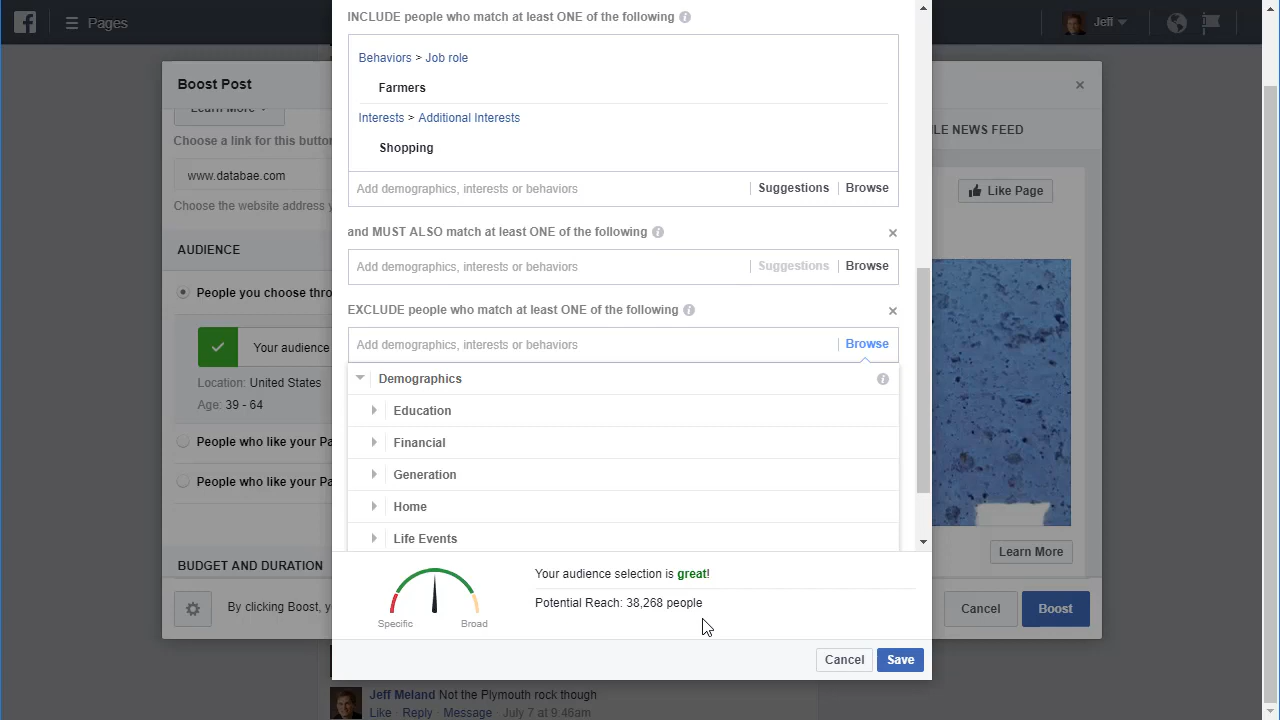 Pages
Jeff
INCLUDE people who match at least ONE of the following
Behaviors > Job role
Farmers
Interests > Additional Interests
Shopping
Add demographics, interests or behaviors
Suggestions
Browse
and MUST ALSO match at least ONE of the following
Add demographics, interests or behaviors
Suggestions
Browse
EXCLUDE people who match at least ONE of the following
Add demographics, interests or behaviors
Browse
Demographics
Education
Financial
Generation
Home
Life Events
Specific
Broad
Your audience selection is great!
Potential Reach: 38,268 people
Cancel
Save
Boost Post
Learn More
Choose a link for this button
www.databae.com
Choose the website address y
AUDIENCE
People you choose thro
Your audience
Location: United States
Age: 39 - 64
People who like your Pa
People who like your Pa
BUDGET AND DURATION
By clicking Boost, y
LE NEWS FEED
Like Page
Learn More
Cancel
Boost
Jeff Meland Not the Plymouth rock though
Like · Reply · Message · July 7 at 9:46am